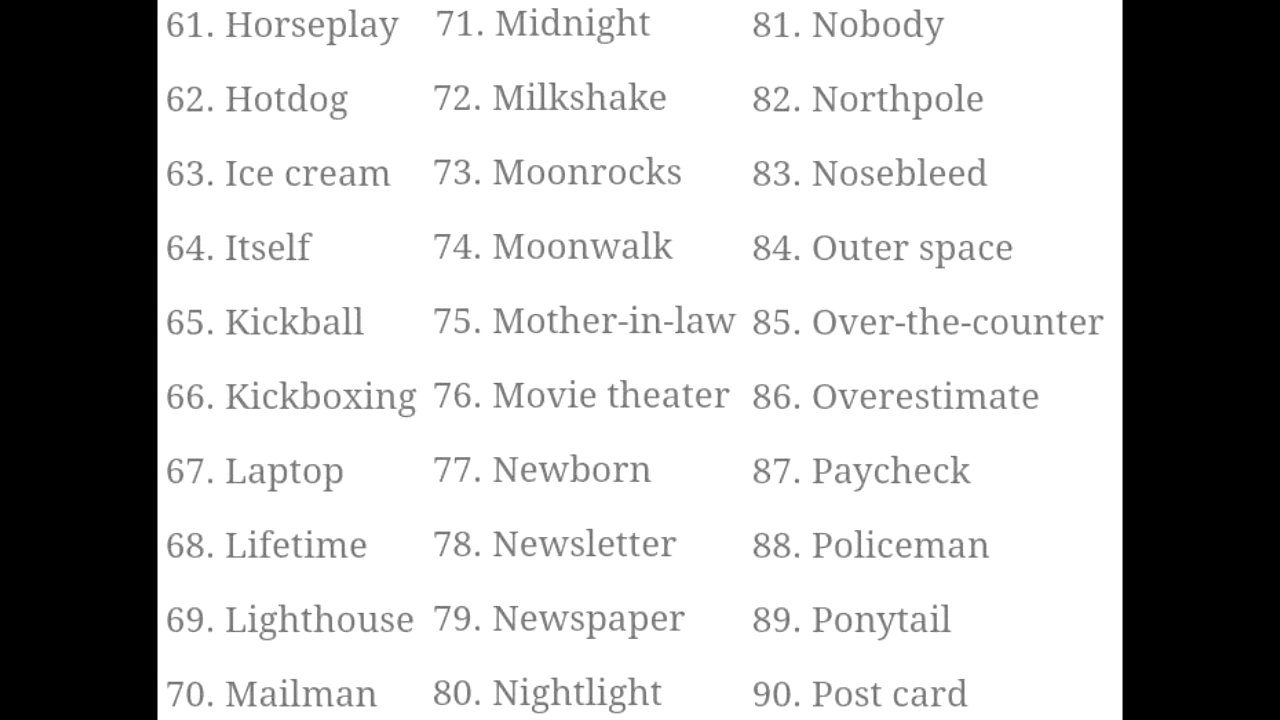 61. Horseplay
62. Hotdog
63. Ice cream
64. Itself
65. Kickball
66. Kickboxing
67. Laptop
68. Lifetime
69. Lighthouse
70. Mailman
71. Midnight
72. Milkshake
73. Moonrocks
74. Moonwalk
75. Mother-in-law
76. Movie theater
77. Newborn
78. Newsletter
79. Newspaper
80. Nightlight
81. Nobody
82. Northpole
83. Nosebleed
84. Outer space
85. Over-the-counter
86. Overestimate
87. Paycheck
88. Policeman
89. Ponytail
90. Post card